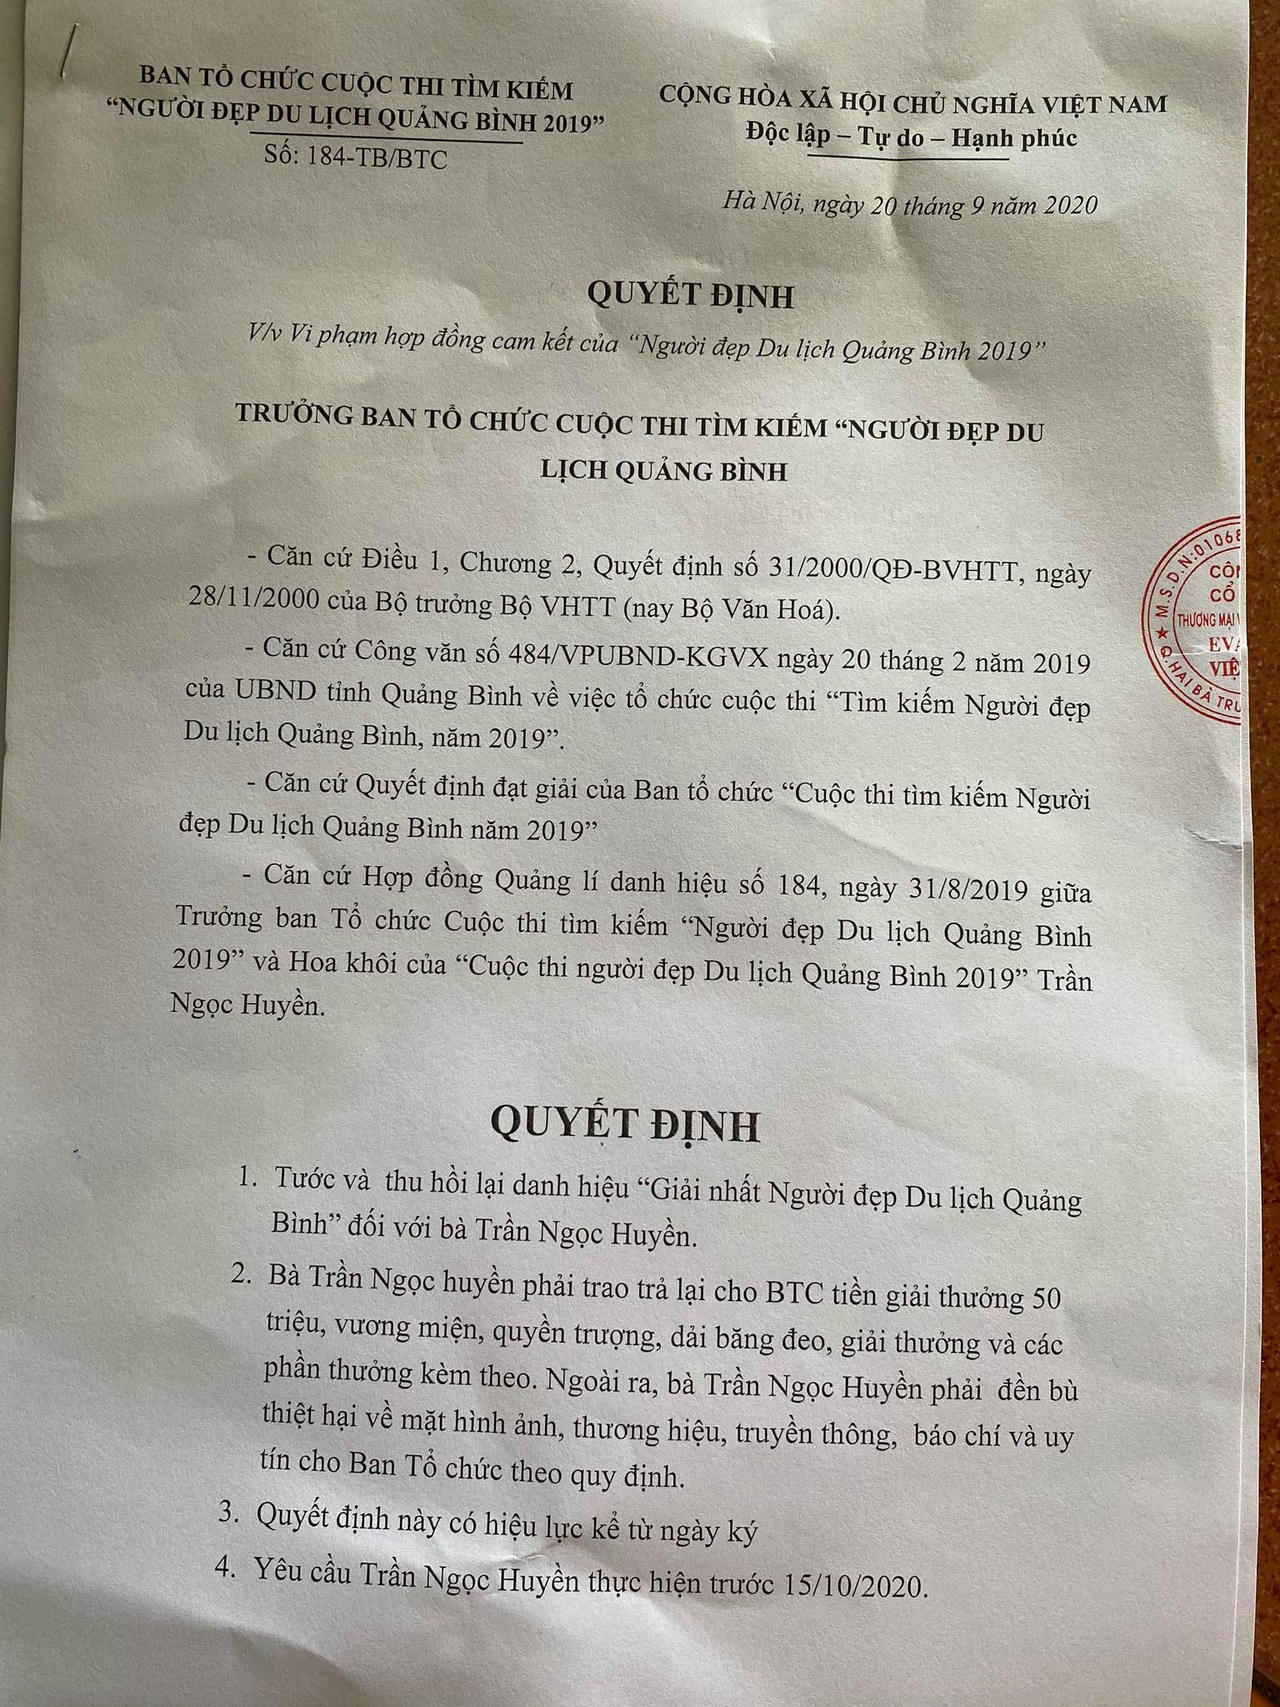 BAN TỔ CHỨC CUỘC THI TÌM KIẾM
“NGƯỜI ĐẸP DU LỊCH QUẢNG BÌNH 2019”
Số: 184-TB/BTC
CỘNG HÒA XÃ HỘI CHỦ NGHĨA VIỆT NAM
Độc lập – Tự do – Hạnh phúc
Hà Nội, ngày 20 tháng 9 năm 2020
QUYẾT ĐỊNH
V/v Vi phạm hợp đồng cam kết của “Người đẹp Du lịch Quảng Bình 2019”
TRƯỞNG BAN TỔ CHỨC CUỘC THI TÌM KIẾM “NGƯỜI ĐẸP DU
LỊCH QUẢNG BÌNH
- Căn cứ Điều 1, Chương 2, Quyết định số 31/2000/QĐ-BVHTT, ngày
28/11/2000 của Bộ trưởng Bộ VHTT (nay Bộ Văn Hoá).
- Căn cứ Công văn số 484/VPUBND-KGVX ngày 20 tháng 2 năm 2019
của UBND tỉnh Quảng Bình về việc tổ chức cuộc thi “Tìm kiếm Người đẹp
Du lịch Quảng Bình, năm 2019”.
- Căn cứ Quyết định đạt giải của Ban tổ chức “Cuộc thi tìm kiếm Người
đẹp Du lịch Quảng Bình năm 2019”
- Căn cứ Hợp đồng Quảng lí danh hiệu số 184, ngày 31/8/2019 giữa
Trưởng ban Tổ chức Cuộc thi tìm kiếm “Người đẹp Du lịch Quảng Bình
2019” và Hoa khôi của “Cuộc thi người đẹp Du lịch Quảng Bình 2019” Trần
Ngọc Huyền.
M.S.D.N:0106
CÔN
CỔ
THƯƠNG MẠI V
EVA
VIỆ
Q.HAI BÀ TRƯ
QUYẾT ĐỊNH
1. Tước và thu hồi lại danh hiệu “Giải nhất Người đẹp Du lịch Quảng
Bình” đối với bà Trần Ngọc Huyền.
2. Bà Trần Ngọc huyền phải trao trả lại cho BTC tiền giải thưởng 50
triệu, vương miện, quyền trượng, dải băng đeo, giải thưởng và các
phần thưởng kèm theo. Ngoài ra, bà Trần Ngọc Huyền phải đền bù
thiệt hại về mặt hình ảnh, thương hiệu, truyền thông, báo chí và uy
tín cho Ban Tổ chức theo quy định.
3. Quyết định này có hiệu lực kể từ ngày ký
4. Yêu cầu Trần Ngọc Huyền thực hiện trước 15/10/2020.